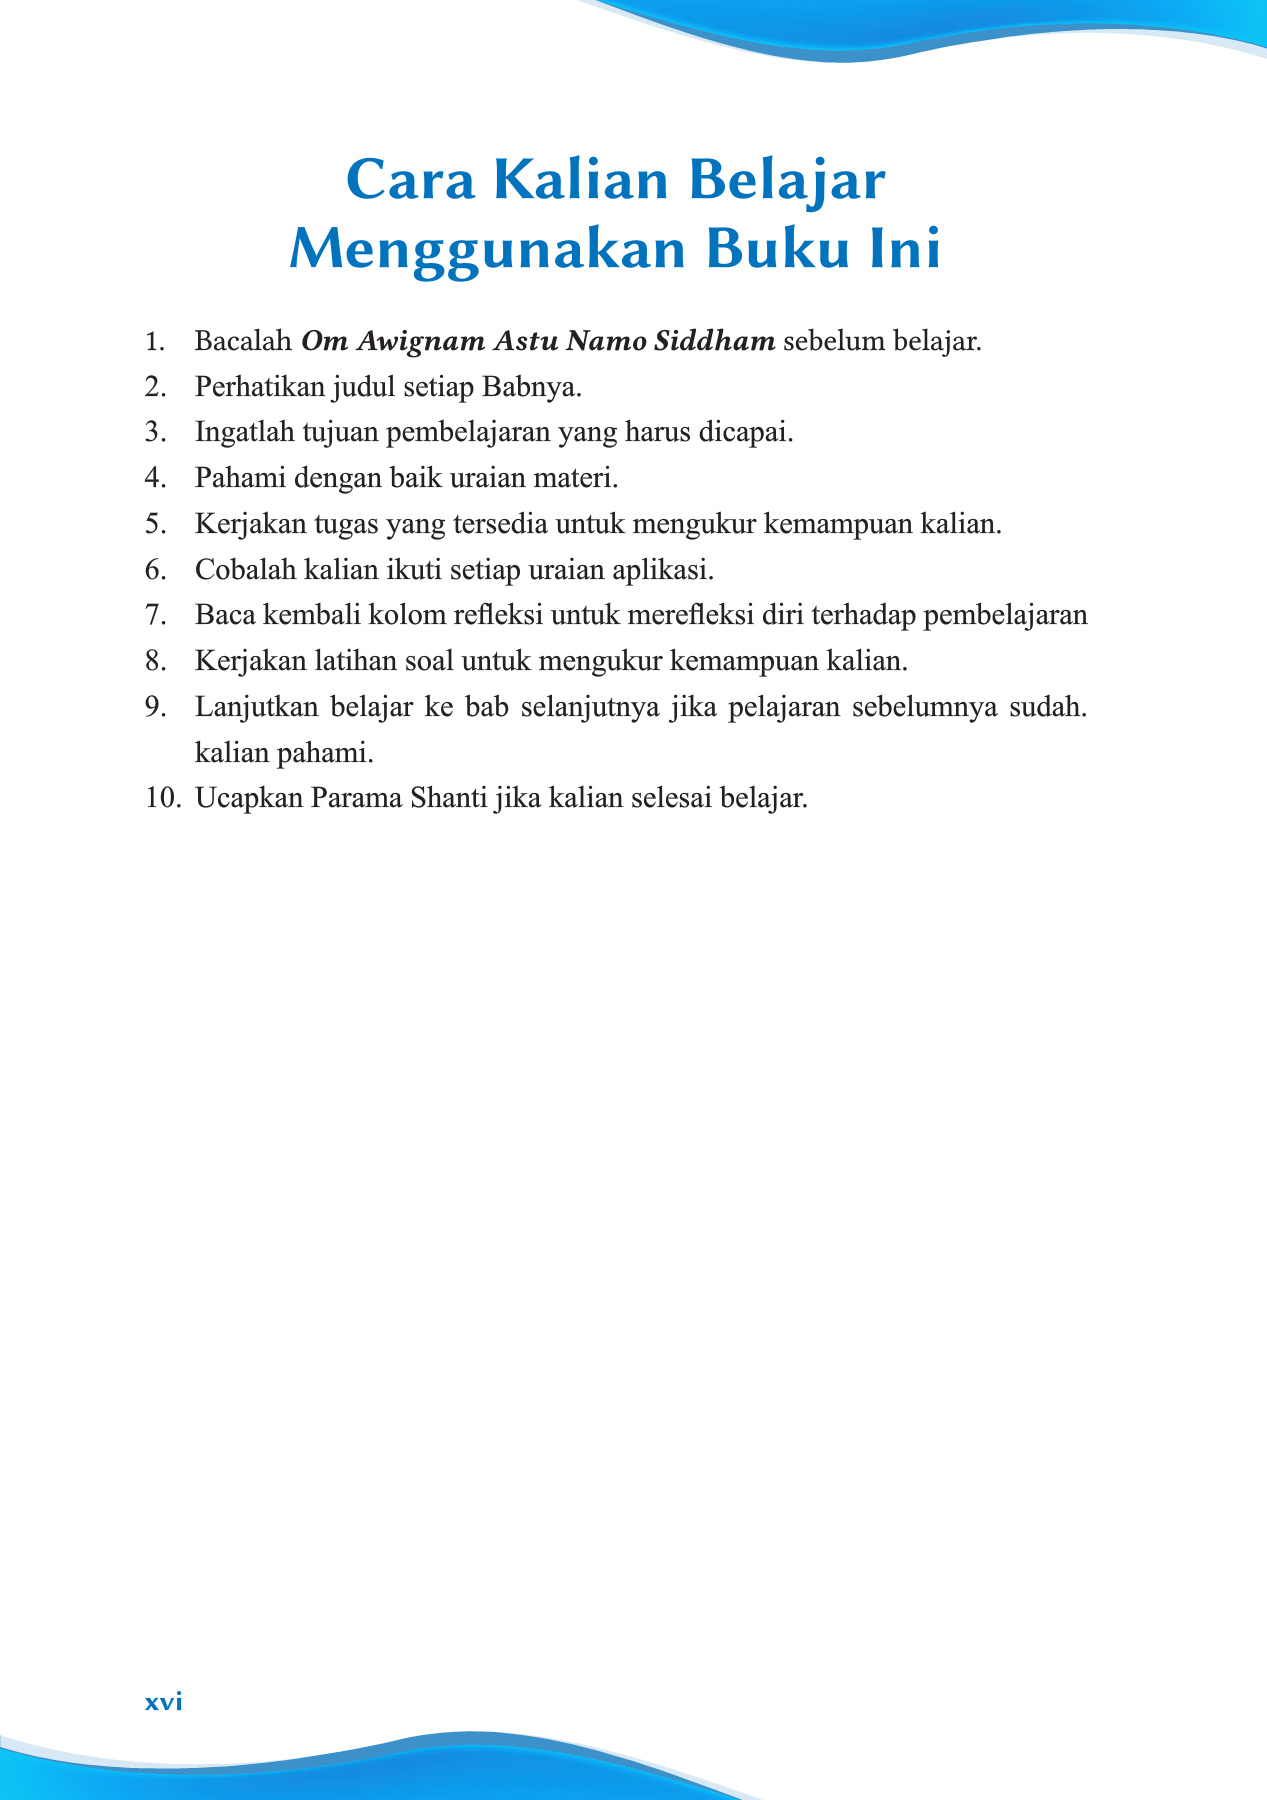 Cara Kalian Belajar
Menggunakan Buku Ini
1. Bacalah Om Awignam Astu Namo Siddham sebelum belajar.
2. Perhatikan judul setiap Babnya.
3. Ingatlah tujuan pembelajaran yang harus dicapai.
4. Pahami dengan baik uraian materi.
5. Kerjakan tugas yang tersedia untuk mengukur kemampuan kalian.
6. Cobalah kalian ikuti setiap uraian aplikasi.
7. Baca kembali kolom refleksi untuk merefleksi diri terhadap pembelajaran
8. Kerjakan latihan soal untuk mengukur kemampuan kalian.
9. Lanjutkan belajar ke bab selanjutnya jika pelajaran sebelumnya sudah.
kalian pahami.
10. Ucapkan Parama Shanti jika kalian selesai belajar.
xvi